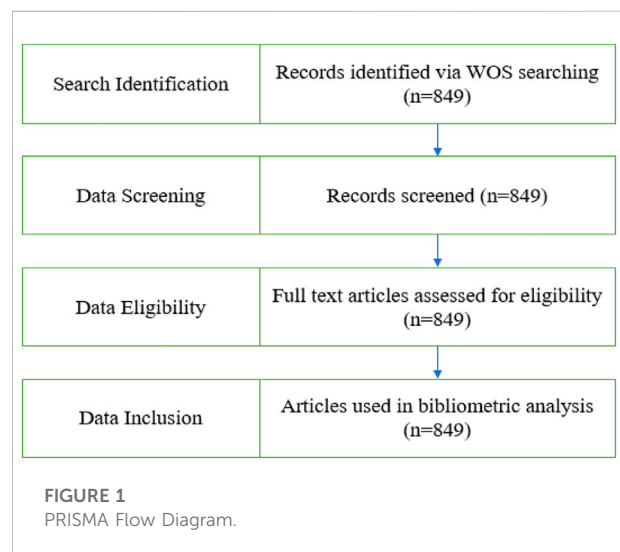 Search Identification
Records identified via WOS searching
(n=849)
Data Screening
Records screened (n=849)
Data Eligibility
Full text articles assessed for eligibility
(n=849)
Data Inclusion
Articles used in bibliometric analysis
(n=849)
FIGURE 1
PRISMA Flow Diagram.